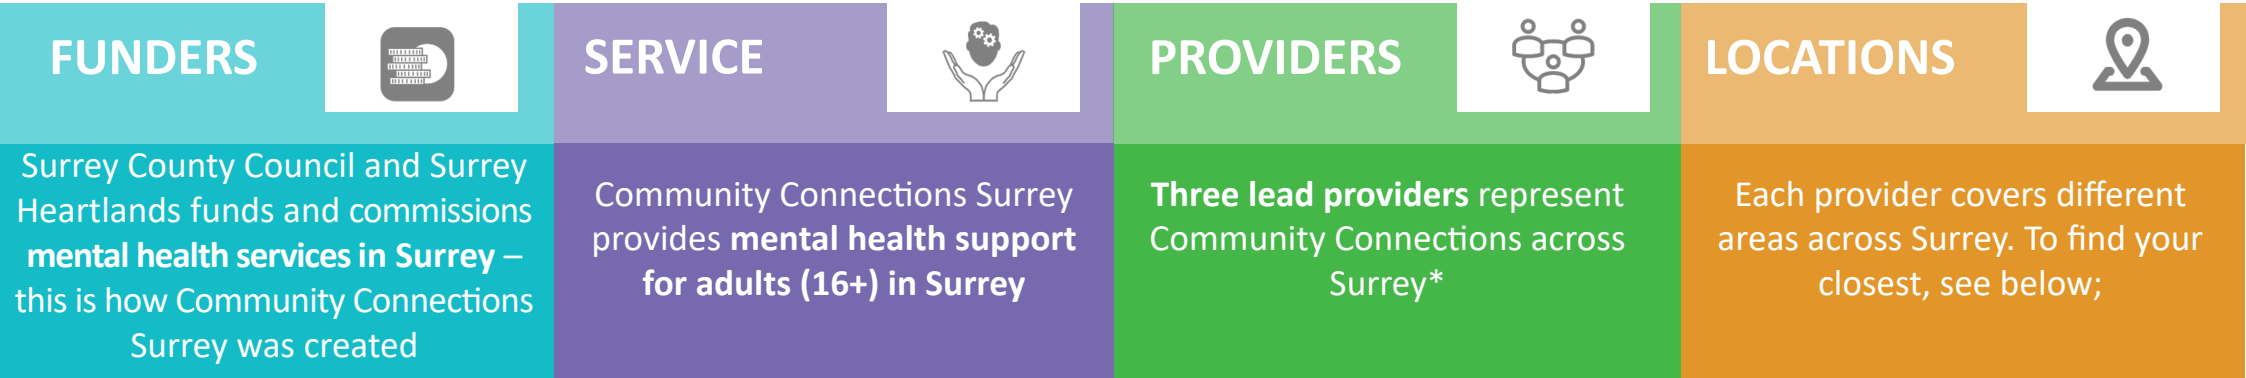 FUNDERS
Surrey County Council and Surrey
Heartlands funds and commissions
mental health services in Surrey –
this is how Community Connections
Surrey was created
SERVICE
Community Connections Surrey
provides mental health support
for adults (16+) in Surrey
PROVIDERS
Three lead providers represent
Community Connections across
Surrey*
LOCATIONS
Each provider covers different
areas across Surrey. To find your
closest, see below;